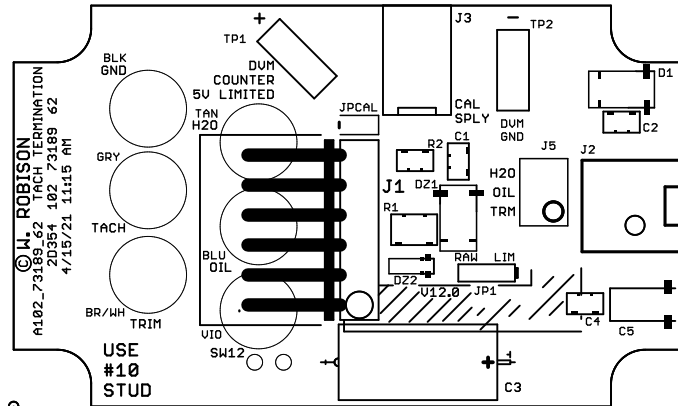 © W. ROBISON
A102_73189_62 TACH TERMINATION
2D354 102 73189 62
4/15/21 11:15 AM
BLK
GND
GRY
TACH
BR/WH
TRIM
USE
#10
STUD
+
TP1
DVM
COUNTER
5V LIMITED
TAN
H2O
BLU
OIL
VIO
SW12
JPCAL
J3
CAL
SPLY
-
TP2
DVM
GND
D1
C2
R2
C1
J1
DZ1
R1
J5
H2O
OIL
TRM
J2
RAW
LIM
DZ2
V12.0
JP1
C4
C5
+
C3